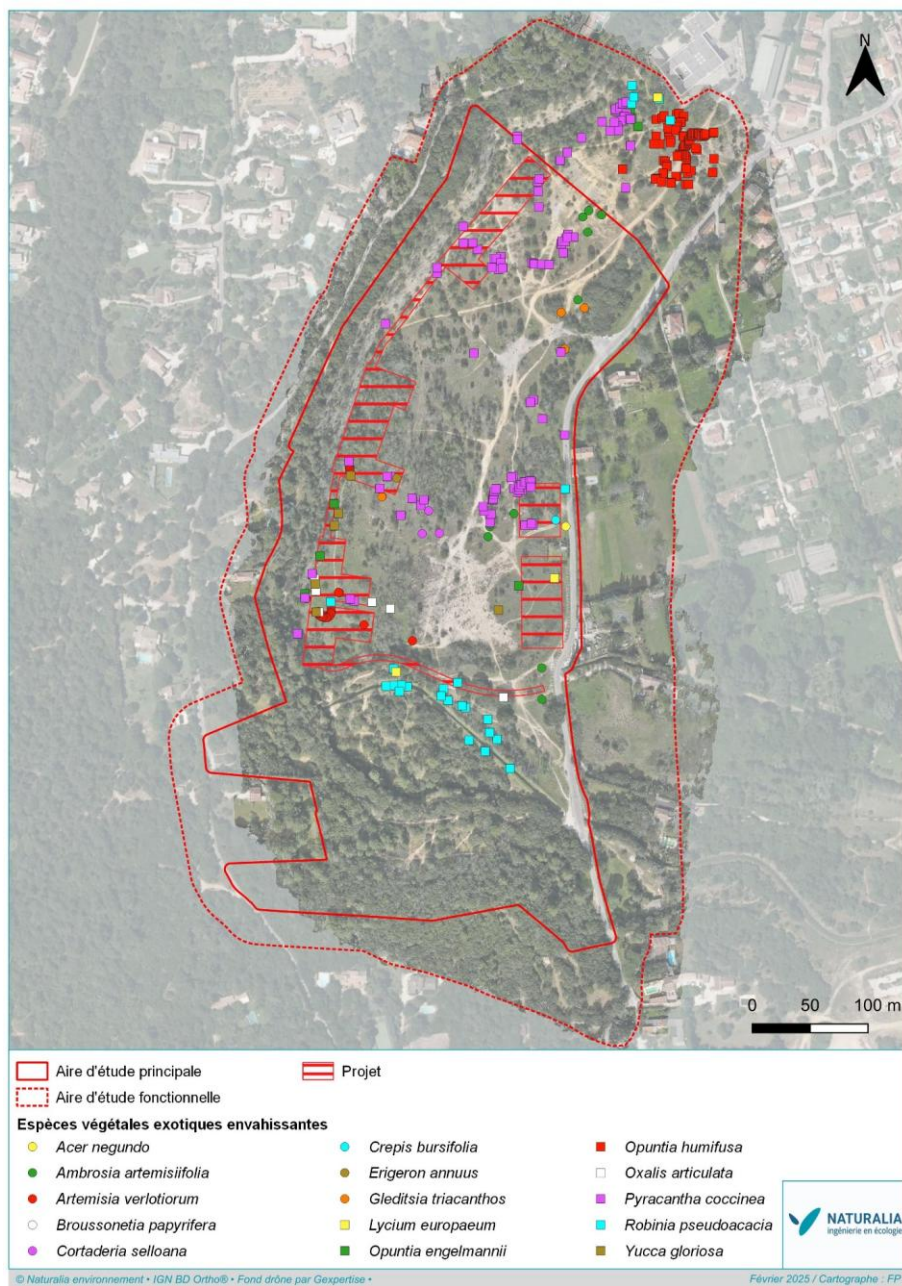 N
0 50 100 m
Aire d'étude principale
Projet
Aire d'étude fonctionnelle
Espèces végétales exotiques envahissantes
Acer negundo
Crepis bursifolia
Opuntia humifusa
Ambrosia artemisiifolia
Erigeron annuus
Oxalis articulata
Artemisia verlotiorum
Gleditsia triacanthos
Pyracantha coccinea
Broussonetia papyrifera
Lycium europaeum
Robinia pseudoacacia
Cortaderia selloana
Opuntia engelmannii
Yucca gloriosa
NATURALIA
ingénierie en écologie
© Naturalia environnement • IGN BD Ortho® • Fond drône par Gexpertise •
Février 2025 / Cartographe : FP